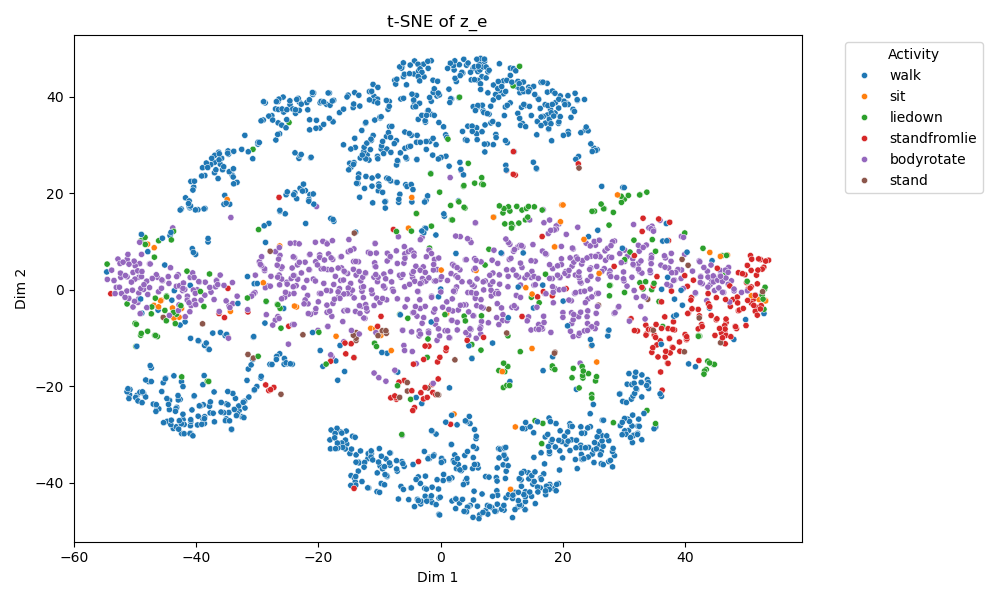 t-SNE of z_e
Activity
walk
sit
liedown
standfromlie
bodyrotate
stand
40
20
0
−20
−40
Dim 2
−60
−40
−20
0
20
40
Dim 1